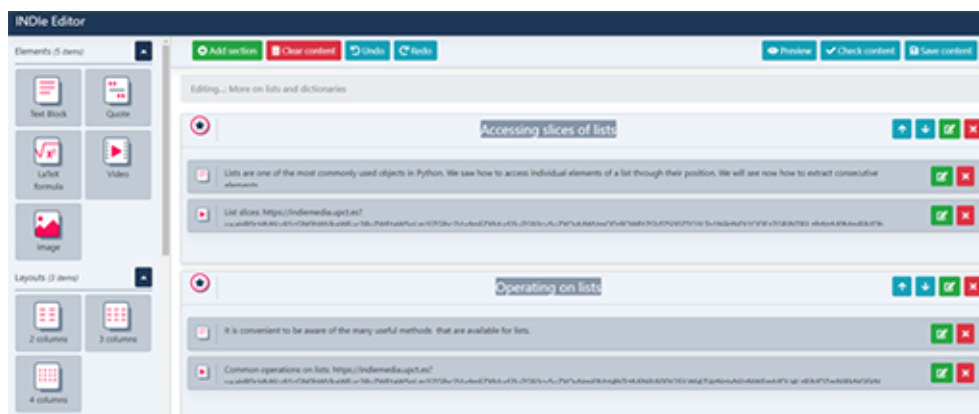 INDIe Editor
Elements (5 items)
Add section
Clear content
Undo
Redo
Preview
Check content
Save content
Text Block
Quote
LaTeX formula
Video
Image
Layouts (3 items)
2 columns
3 columns
4 columns
Editing...: More on lists and dictionaries
Accessing slices of lists
Lists are one of the most commonly used objects in Python. We saw how to access individual elements of a list through their position. We will see now how to extract consecutive
elements
List slices: https://indiemedia.upct.es?
Operating on lists
It is convenient to be aware of the many useful methods that are available for lists.
Common operations on lists: https://indiemedia.upct.es?